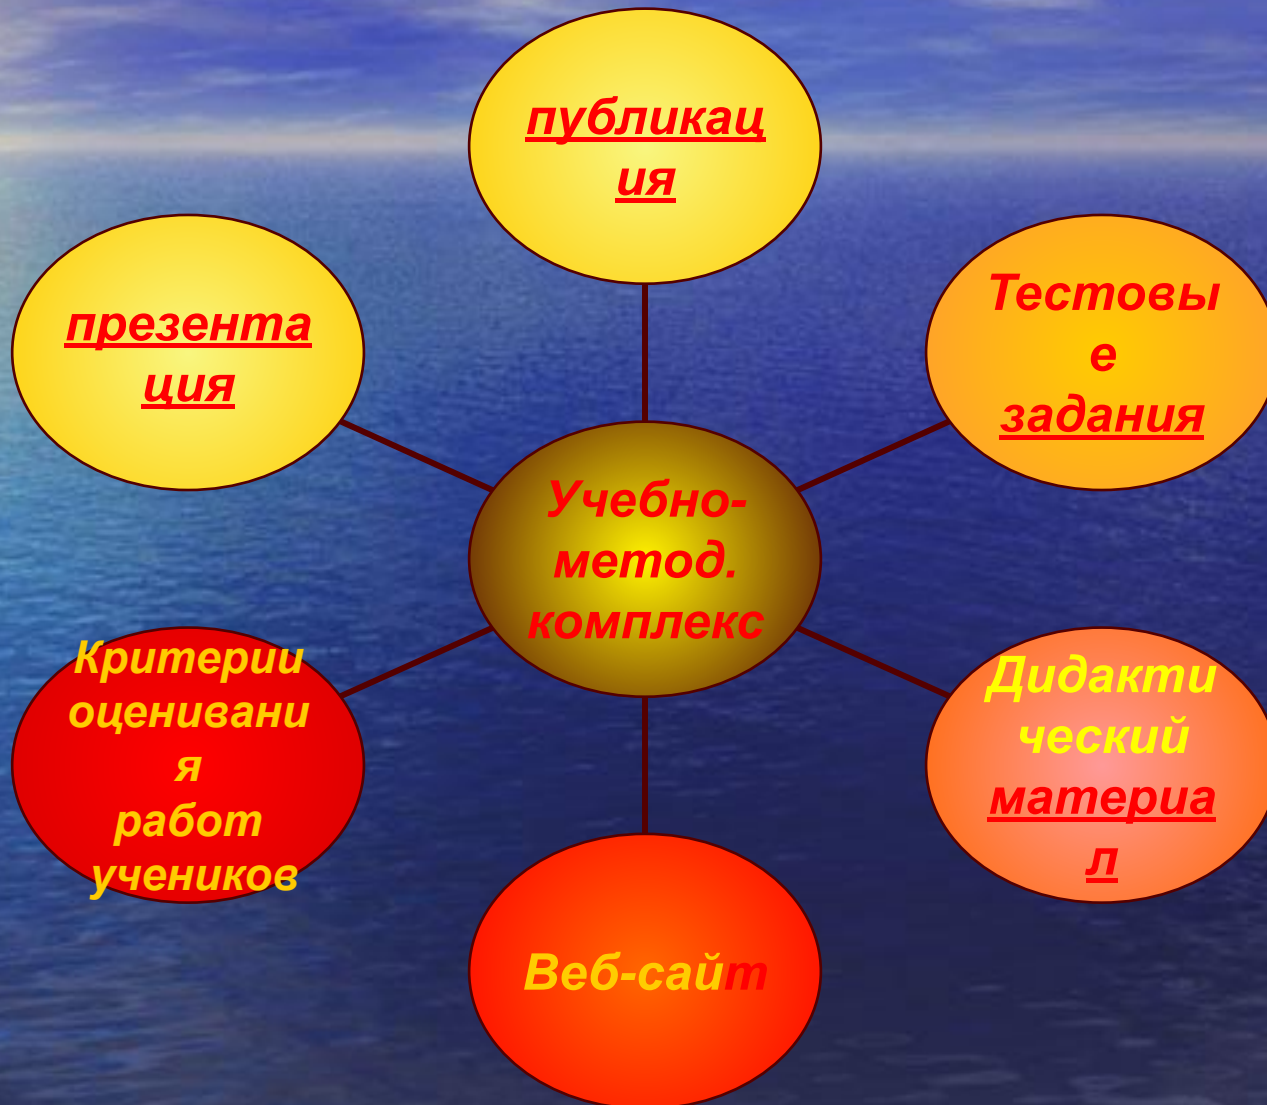 публикац
ия
презента
ция
Тестовы
е
задания
Учебно-
метод.
комплекс
Критерии
оценивани
я
работ
учеников
Дидакти
ческий
материа
л
Веб-сайт